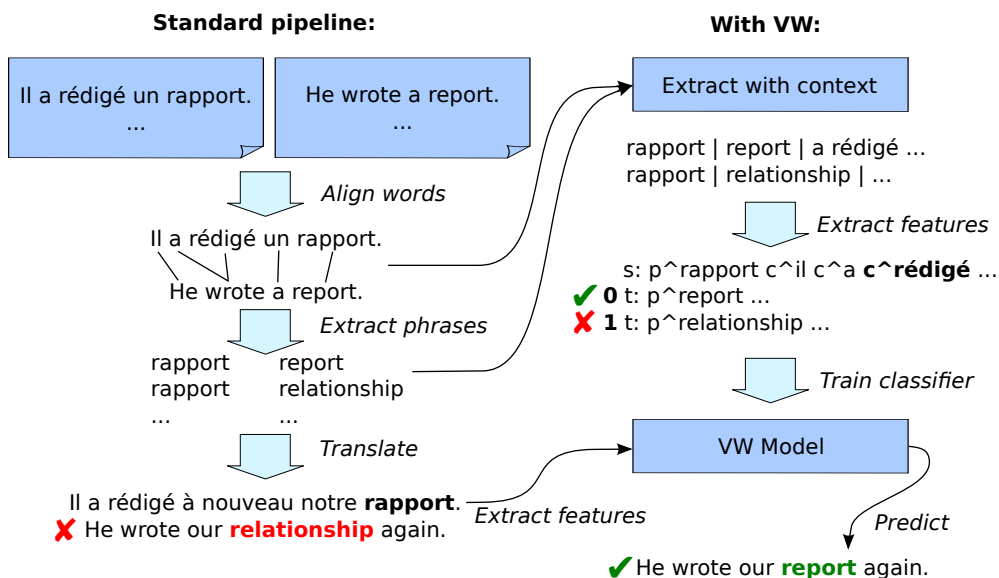 Standard pipeline:
Il a rédigé un rapport.
...
He wrote a report.
...
Align words
Il a rédigé un rapport.
He wrote a report.
Extract phrases
rapport report
rapport relationship
... ...
Translate
Il a rédigé à nouveau notre rapport.
✘ He wrote our relationship again.
With VW:
Extract with context
rapport | report | a rédigé ...
rapport | relationship | ...
Extract features
s: p^rapport c^il c^a c^rédigé ...
✔ 0 t: p^report ...
✘ 1 t: p^relationship ...
Train classifier
VW Model
Extract features
Predict
✔ He wrote our report again.